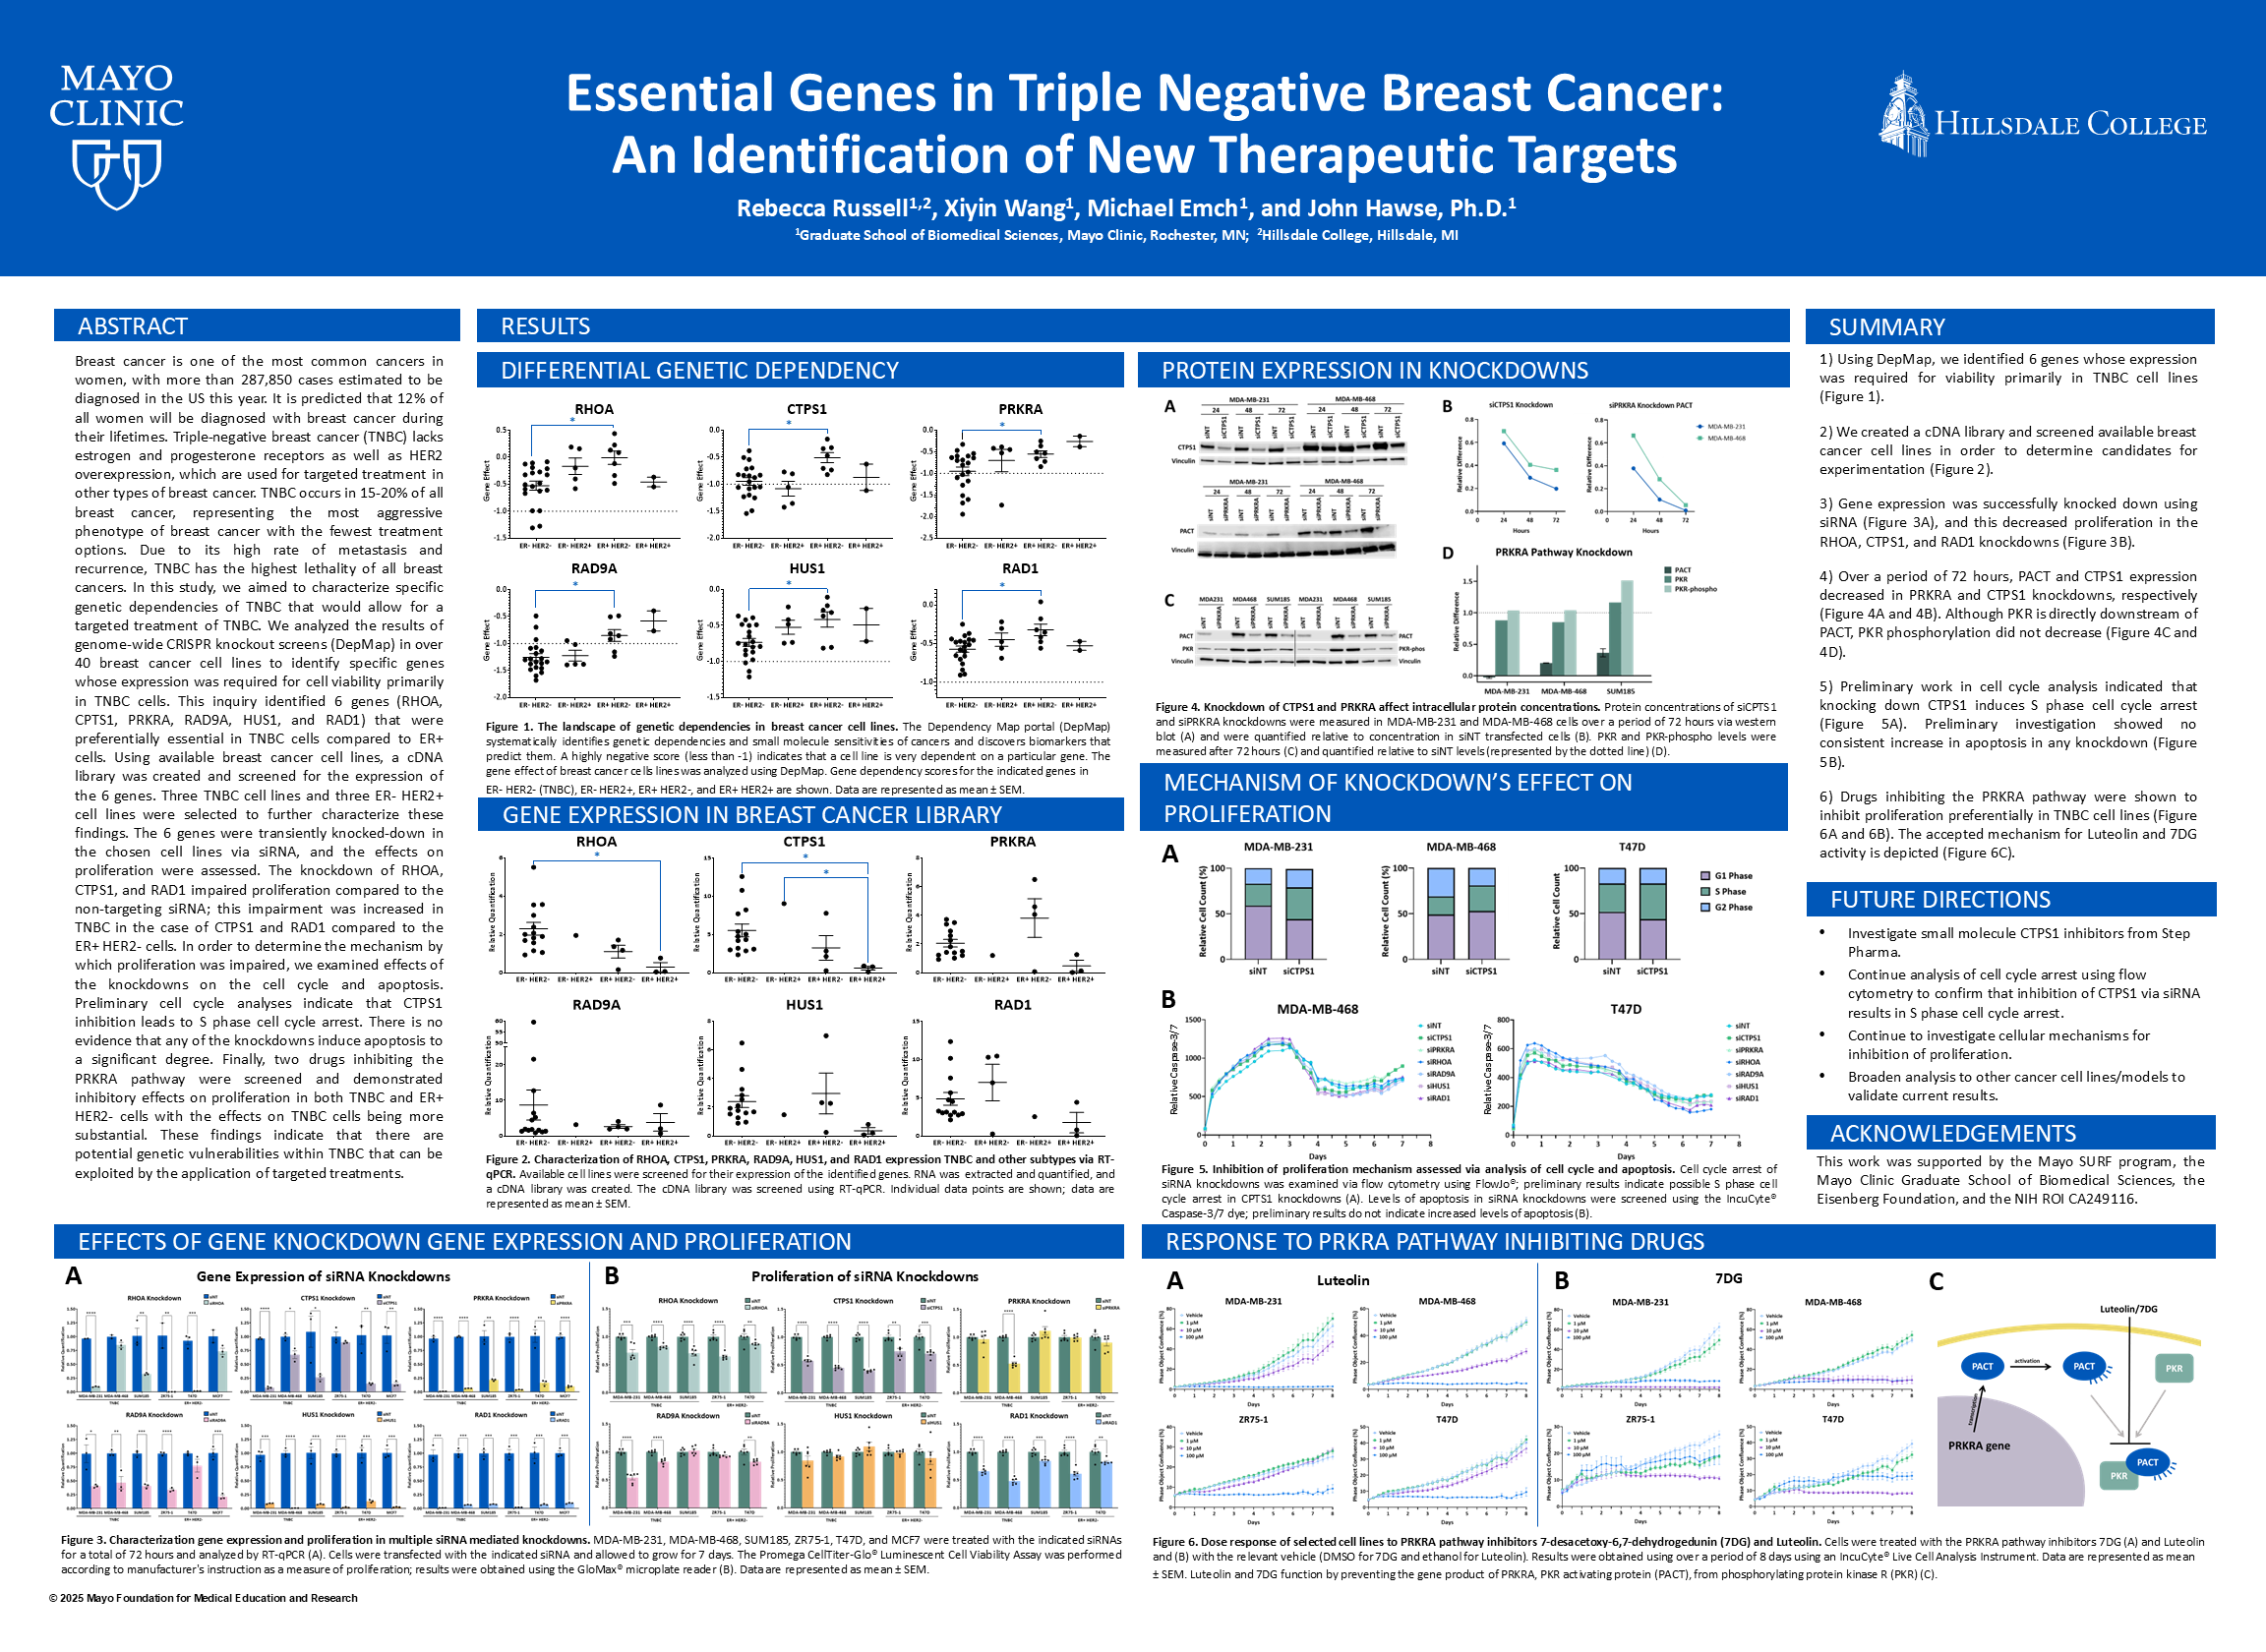 MAYO
CLINIC
Essential Genes in Triple Negative Breast Cancer:
An Identification of New Therapeutic Targets
Rebecca Russell1,2, Xiyin Wang1, Michael Emch1, and John Hawse, Ph.D.1
1Graduate School of Biomedical Sciences, Mayo Clinic, Rochester, MN; 2Hillsdale College, Hillsdale, MI
HILLSDALE COLLEGE
ABSTRACT
Breast cancer is one of the most common cancers in
women, with more than 287,850 cases estimated to be
diagnosed in the US this year. It is predicted that 12% of
all women will be diagnosed with breast cancer during
their lifetimes. Triple-negative breast cancer (TNBC) lacks
estrogen and progesterone receptors as well as HER2
overexpression, which are used for targeted treatment in
other types of breast cancer. TNBC occurs in 15-20% of all
breast cancer, representing the most aggressive
phenotype of breast cancer with the fewest treatment
options. Due to its high rate of metastasis and
recurrence, TNBC has the highest lethality of all breast
cancers. In this study, we aimed to characterize specific
genetic dependencies of TNBC that would allow for a
targeted treatment of TNBC. We analyzed the results of
genome-wide CRISPR knockout screens (DepMap) in over
40 breast cancer cell lines to identify specific genes
whose expression was required for cell viability primarily
in TNBC cells. This inquiry identified 6 genes (RHOA,
CTPS1, PRKRA, RAD9A, HUS1, and RAD1) that were
preferentially essential in TNBC cells compared to ER+
cells. Using available breast cancer cell lines, a cDNA
library was created and screened for the expression of
the 6 genes. Three TNBC cell lines and three ER- HER2+
cell lines were selected to further characterize these
findings. The 6 genes were transiently knocked-down in
the chosen cell lines via siRNA, and the effects on
proliferation were assessed. The knockdown of RHOA,
CTPS1, and RAD1 impaired proliferation compared to the
non-targeting siRNA; this impairment was increased in
TNBC in the case of CTPS1 and RAD1 compared to the
ER+ HER2- cells. In order to determine the mechanism by
which proliferation was impaired, we examined effects of
the knockdowns on the cell cycle and apoptosis.
Preliminary cell cycle analyses indicate that CTPS1
inhibition leads to S phase cell cycle arrest. There is no
evidence that any of the knockdowns induce apoptosis to
a significant degree. Finally, two drugs inhibiting the
PRKRA pathway were screened and demonstrated
inhibitory effects on proliferation in both TNBC and ER+
HER2- cells with the effects on TNBC cells being more
substantial. These findings indicate that there are
potential genetic vulnerabilities within TNBC that can be
exploited by the application of targeted treatments.
RESULTS
DIFFERENTIAL GENETIC DEPENDENCY
RHOA
CTPS1
PRKRA
RAD9A
HUS1
RAD1
Gene Effect
ER- HER2- ER- HER2+ ER+ HER2- ER+ HER2+
Figure 1. The landscape of genetic dependencies in breast cancer cell lines. The Dependency Map portal (DepMap)
systematically identifies genetic dependencies and small molecule sensitivities of cancers and discovers biomarkers that
predict them. A highly negative score (less than -1) indicates that a cell line is very dependent on a particular gene. The
gene effect of breast cancer cells lines was analyzed using DepMap. Gene dependency scores for the indicated genes in
ER- HER2- (TNBC), ER- HER2+, ER+ HER2-, and ER+ HER2+ are shown. Data are represented as mean ± SEM.
GENE EXPRESSION IN BREAST CANCER LIBRARY
RHOA
CTPS1
PRKRA
RAD9A
HUS1
RAD1
Relative Quantification
ER- HER2- ER- HER2+ ER+ HER2- ER+ HER2+
Figure 2. Characterization of RHOA, CTPS1, PRKRA, RAD9A, HUS1, and RAD1 expression TNBC and other subtypes via RT-
qPCR. Available cell lines were screened for their expression of the identified genes. RNA was extracted and quantified, and
a cDNA library was created. The cDNA library was screened using RT-qPCR. Individual data points are shown; data are
represented as mean ± SEM.
PROTEIN EXPRESSION IN KNOCKDOWNS
A
MDA-MB-231 MDA-MB-468
24 48 72 24 48 72
siNT siCTPS1
CTPS1
Vinculin
MDA-MB-231 MDA-MB-468
24 48 72 24 48 72
siNT siPRKRA
PACT
Vinculin
B
siCTPS1 Knockdown
siPRKRA Knockdown PACT
MDA-MB-231
MDA-MB-468
Relative Difference
Hours
C
MDA231 MDA468 SUM185 MDA231 MDA468 SUM185
siNT siPRKRA
PACT PACT
PKR PKR-phos
Vinculin Vinculin
D
PRKRA Pathway Knockdown
PACT
PKR
PKR-phospho
Relative Difference
MDA-MB-231 MDA-MB-468 SUM185
Figure 4. Knockdown of CTPS1 and PRKRA affect intracellular protein concentrations. Protein concentrations of siCPTS1
and siPRKRA knockdowns were measured in MDA-MB-231 and MDA-MB-468 cells over a period of 72 hours via western
blot (A) and were quantified relative to concentration in siNT transfected cells (B). PKR and PKR-phospho levels were
measured after 72 hours (C) and quantified relative to siNT levels (represented by the dotted line) (D).
MECHANISM OF KNOCKDOWN'S EFFECT ON
PROLIFERATION
A
MDA-MB-231
MDA-MB-468
T47D
Relative Cell Count (%)
Relative Cell Count (%)
Relative Cell Count
siNT siCTPS1
G1 Phase
S Phase
G2 Phase
B
MDA-MB-468
T47D
Relative Caspase-3/7
Days
siNT
siCTPS1
siPRKRA
siRHOA
siRAD9A
siHUS1
siRAD1
Figure 5. Inhibition of proliferation mechanism assessed via analysis of cell cycle and apoptosis. Cell cycle arrest of
siRNA knockdowns was examined via flow cytometry using FlowJo®; preliminary results indicate possible S phase cell
cycle arrest in CPTS1 knockdowns (A). Levels of apoptosis in siRNA knockdowns were screened using the IncuCyte®
Caspase-3/7 dye; preliminary results do not indicate increased levels of apoptosis (B).
SUMMARY
1) Using DepMap, we identified 6 genes whose expression
was required for viability primarily in TNBC cell lines
(Figure 1).
2) We created a cDNA library and screened available breast
cancer cell lines in order to determine candidates for
experimentation (Figure 2).
3) Gene expression was successfully knocked down using
siRNA (Figure 3A), and this decreased proliferation in the
RHOA, CTPS1, and RAD1 knockdowns (Figure 3B).
4) Over a period of 72 hours, PACT and CTPS1 expression
decreased in PRKRA and CTPS1 knockdowns, respectively
(Figure 4A and 4B). Although PKR is directly downstream of
PACT, PKR phosphorylation did not decrease (Figure 4C and
4D).
5) Preliminary work in cell cycle analysis indicated that
knocking down CTPS1 induces S phase cell cycle arrest
(Figure 5A). Preliminary investigation showed no
consistent increase in apoptosis in any knockdown (Figure
5B).
6) Drugs inhibiting the PRKRA pathway were shown to
inhibit proliferation preferentially in TNBC cell lines (Figure
6A and 6B). The accepted mechanism for Luteolin and 7DG
activity is depicted (Figure 6C).
FUTURE DIRECTIONS
• Investigate small molecule CTPS1 inhibitors from Step
Pharma.
• Continue analysis of cell cycle arrest using flow
cytometry to confirm that inhibition of CTPS1 via siRNA
results in S phase cell cycle arrest.
• Continue to investigate cellular mechanisms for
inhibition of proliferation.
• Broaden analysis to other cancer cell lines/models to
validate current results.
ACKNOWLEDGEMENTS
This work was supported by the Mayo SURF program, the
Mayo Clinic Graduate School of Biomedical Sciences, the
Eisenberg Foundation, and the NIH ROI CA249116.
EFFECTS OF GENE KNOCKDOWN GENE EXPRESSION AND PROLIFERATION
A
Gene Expression of siRNA Knockdowns
RHOA Knockdown
CTPS1 Knockdown
PRKRA Knockdown
RAD9A Knockdown
HUS1 Knockdown
RAD1 Knockdown
B
Proliferation of siRNA Knockdowns
RHOA Knockdown
CTPS1 Knockdown
PRKRA Knockdown
RAD9A Knockdown
HUS1 Knockdown
RAD1 Knockdown
Figure 3. Characterization gene expression and proliferation in multiple siRNA mediated knockdowns. MDA-MB-231, MDA-MB-468, SUM185, ZR75-1, T47D, and MCF7 were treated with the indicated siRNAs
for a total of 72 hours and analyzed by RT-qPCR (A). Cells were transfected with the indicated siRNA and allowed to grow for 7 days. The Promega CellTiter-Glo® Luminescent Cell Viability Assay was performed
according to manufacturer's instruction as a measure of proliferation; results were obtained using the GloMax® microplate reader (B). Data are represented as mean ± SEM.
RESPONSE TO PRKRA PATHWAY INHIBITING DRUGS
A
Luteolin
MDA-MB-231
MDA-MB-468
ZR75-1
T47D
B
7DG
MDA-MB-231
MDA-MB-468
ZR75-1
T47D
Vehicle
1 µM
10 µM
100 µM
Phase Object Confluence (%)
Days
C
Luteolin/7DG
PACT
activation
PACT
PKR
transcription
PRKRA gene
PKR
PACT
Figure 6. Dose response of selected cell lines to PRKRA pathway inhibitors 7-desacetoxy-6,7-dehydrogedunin (7DG) and Luteolin. Cells were treated with the PRKRA pathway inhibitors 7DG (A) and Luteolin
and (B) with the relevant vehicle (DMSO for 7DG and ethanol for Luteolin). Results were obtained using over a period of 8 days using an IncuCyte® Live Cell Analysis Instrument. Data are represented as mean
± SEM. Luteolin and 7DG function by preventing the gene product of PRKRA, PKR activating protein (PACT), from phosphorylating protein kinase R (PKR) (C).
© 2025 Mayo Foundation for Medical Education and Research